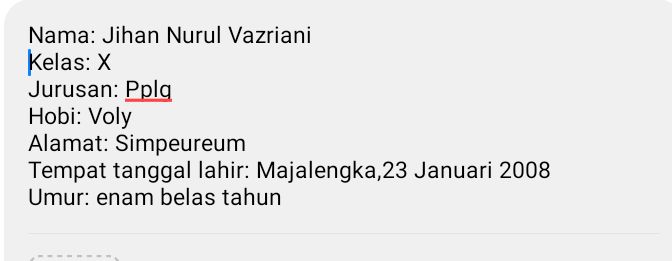 Nama: Jihan Nurul Vazriani
Kelas: X
Jurusan: Pplg
Hobi: Voly
Alamat: Simpeureum
Tempat tanggal lahir: Majalengka,23 Januari 2008
Umur: enam belas tahun